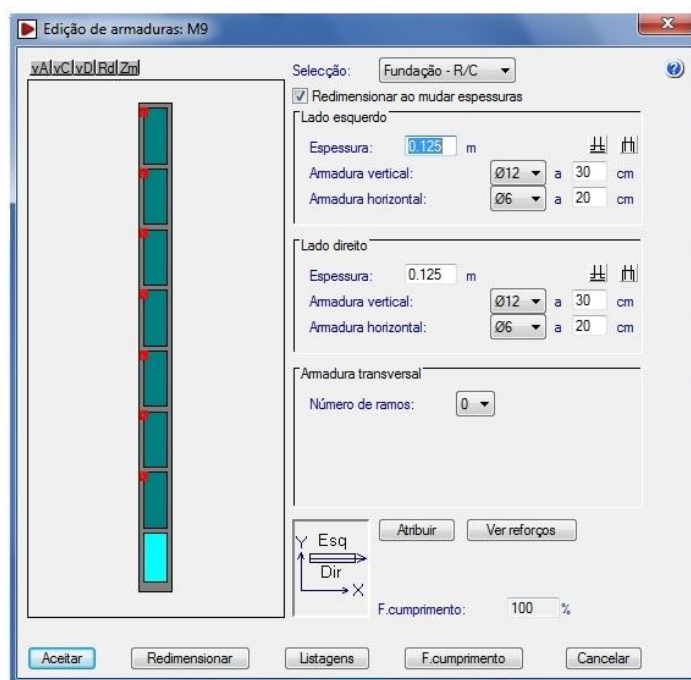 Edição de armaduras: M9
vA vC vD Rd Zm
Selecção: Fundação - R/C
Redimensionar ao mudar espessuras
Lado esquerdo
Espessura: 0.125 m
Armadura vertical: Ø12 a 30 cm
Armadura horizontal: Ø6 a 20 cm
Lado direito
Espessura: 0.125 m
Armadura vertical: Ø12 a 30 cm
Armadura horizontal: Ø6 a 20 cm
Armadura transversal
Número de ramos: 0
Y Esq
Dir
X
Atribuir Ver reforços
F.cumprimento: 100 %
Aceitar Redimensionar Listagens F.cumprimento Cancelar